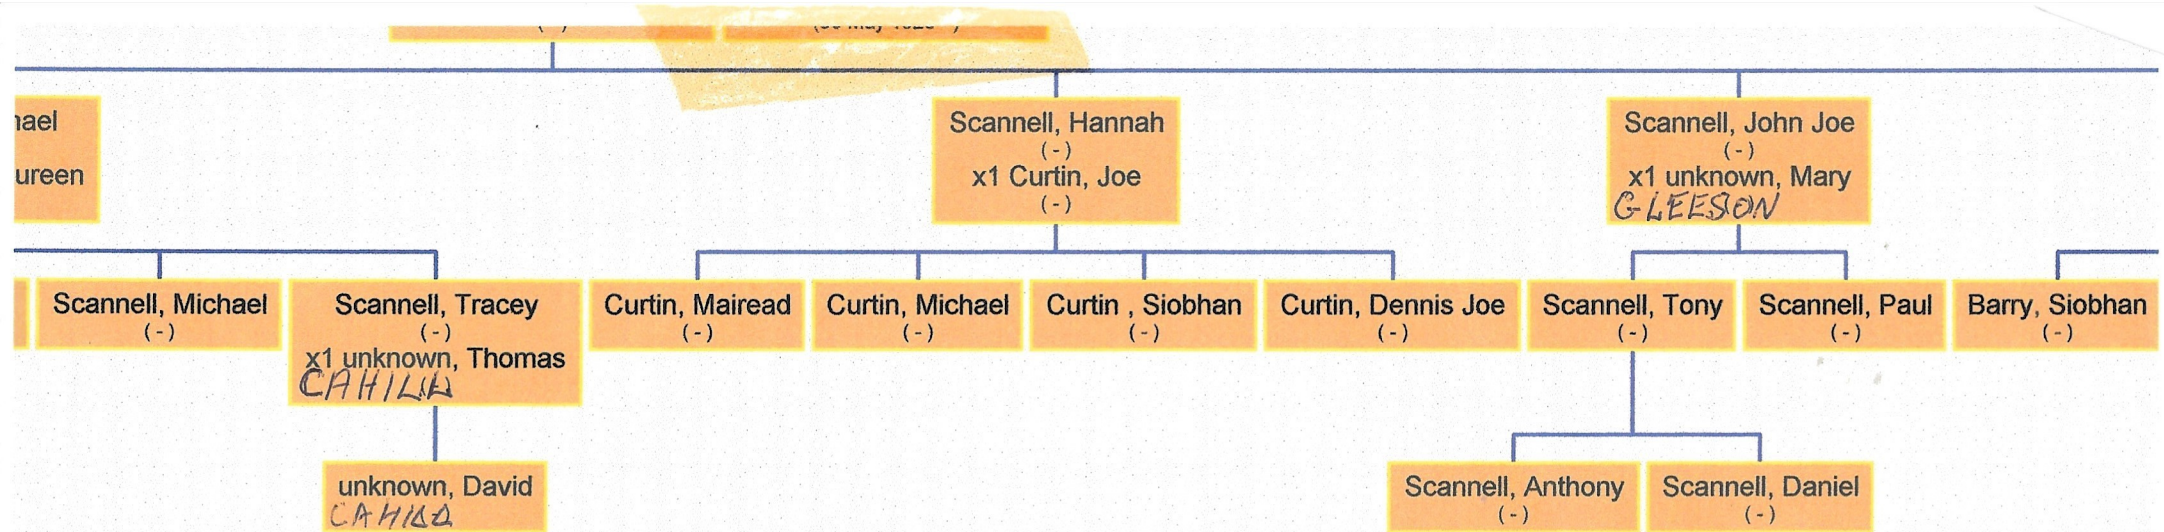 ( - )
Scannell, Hannah
( - )
x1 Curtin, Joe
( - )
Scannell, John Joe
( - )
x1 unknown, Mary
GLEESON
Scannell, Michael
( - )
Scannell, Tracey
( - )
x1 unknown, Thomas
CAHILL
Curtin, Mairead
( - )
Curtin, Michael
( - )
Curtin , Siobhan
( - )
Curtin, Dennis Joe
( - )
Scannell, Tony
( - )
Scannell, Paul
( - )
Barry, Siobhan
( - )
unknown, David
CAHILL
Scannell, Anthony
( - )
Scannell, Daniel
( - )